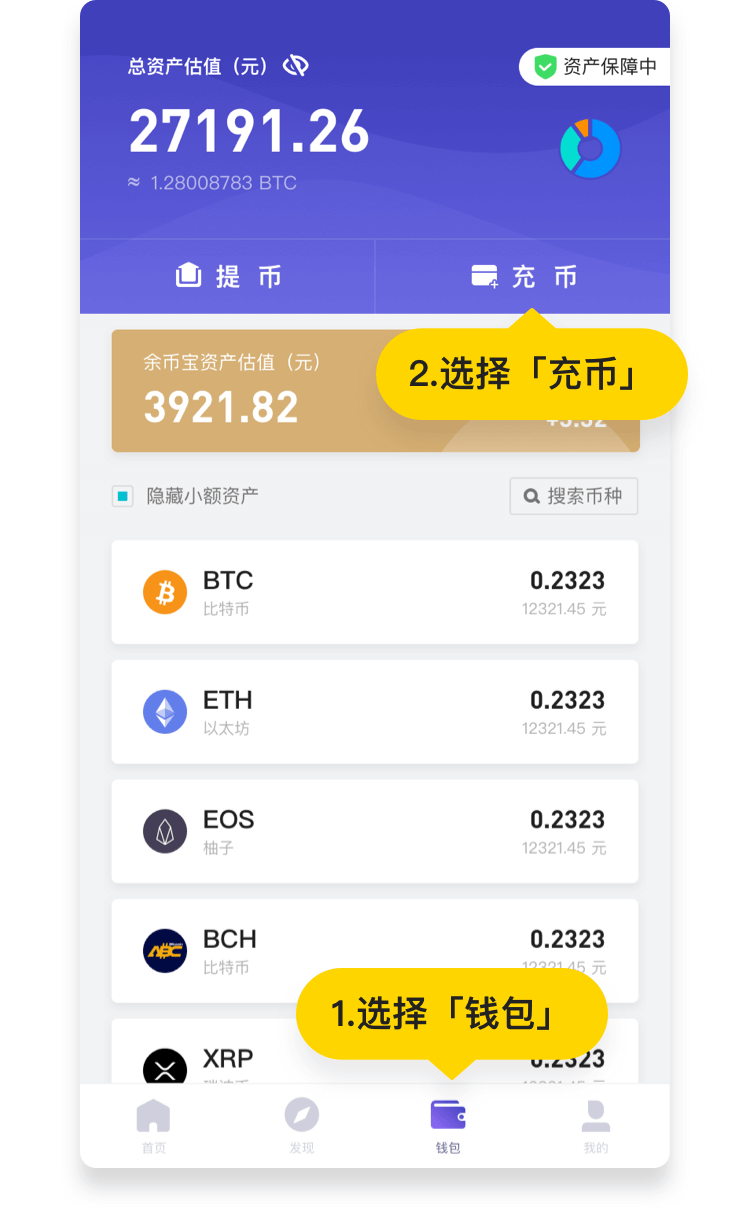 总资产估值（元）
资产保障中
27191.26
≈ 1.28008783 BTC
提 币
充 币
2.选择「充币」
余币宝资产估值（元）
3921.82
隐藏小额资产
搜索币种
BTC
0.2323
比特币
12321.45 元
ETH
0.2323
以太坊
12321.45 元
EOS
0.2323
柚子
12321.45 元
BCH
0.2323
比特币
12321.45 元
1.选择「钱包」
XRP
0.2323
首页
发现
钱包
我的